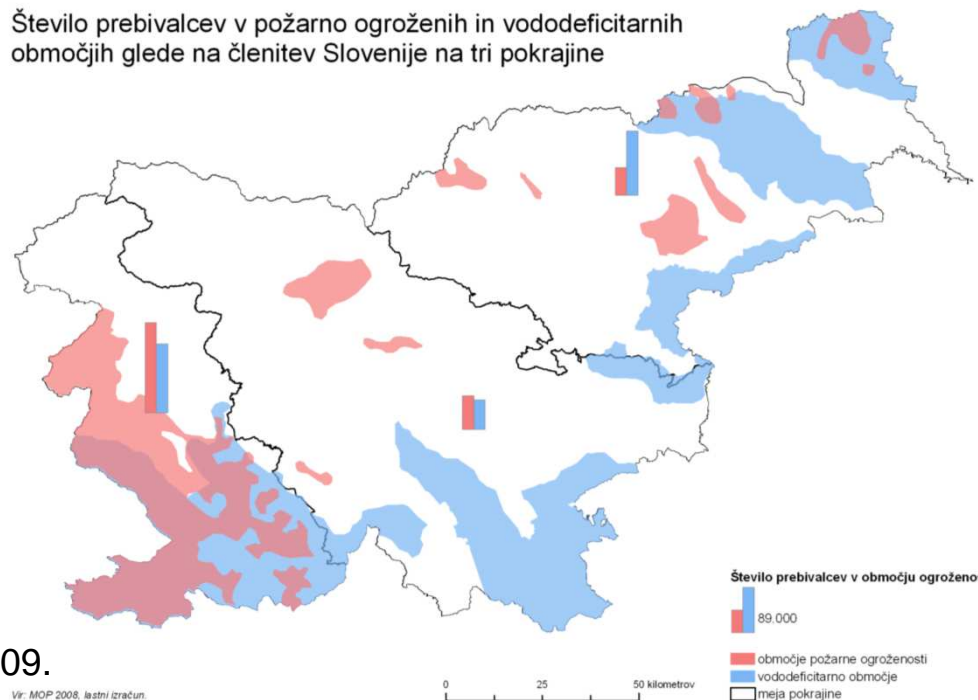 Število prebivalcev v požarno ogroženih in vododeficitarnih
območjih glede na členitev Slovenije na tri pokrajine
Število prebivalcev v območju ogroženo
89.000
območje požarne ogroženosti
vododeficitarno območje
meja pokrajine
09.
Vir: MOP 2008, lastni izračun.
0 25 50 kilometrov